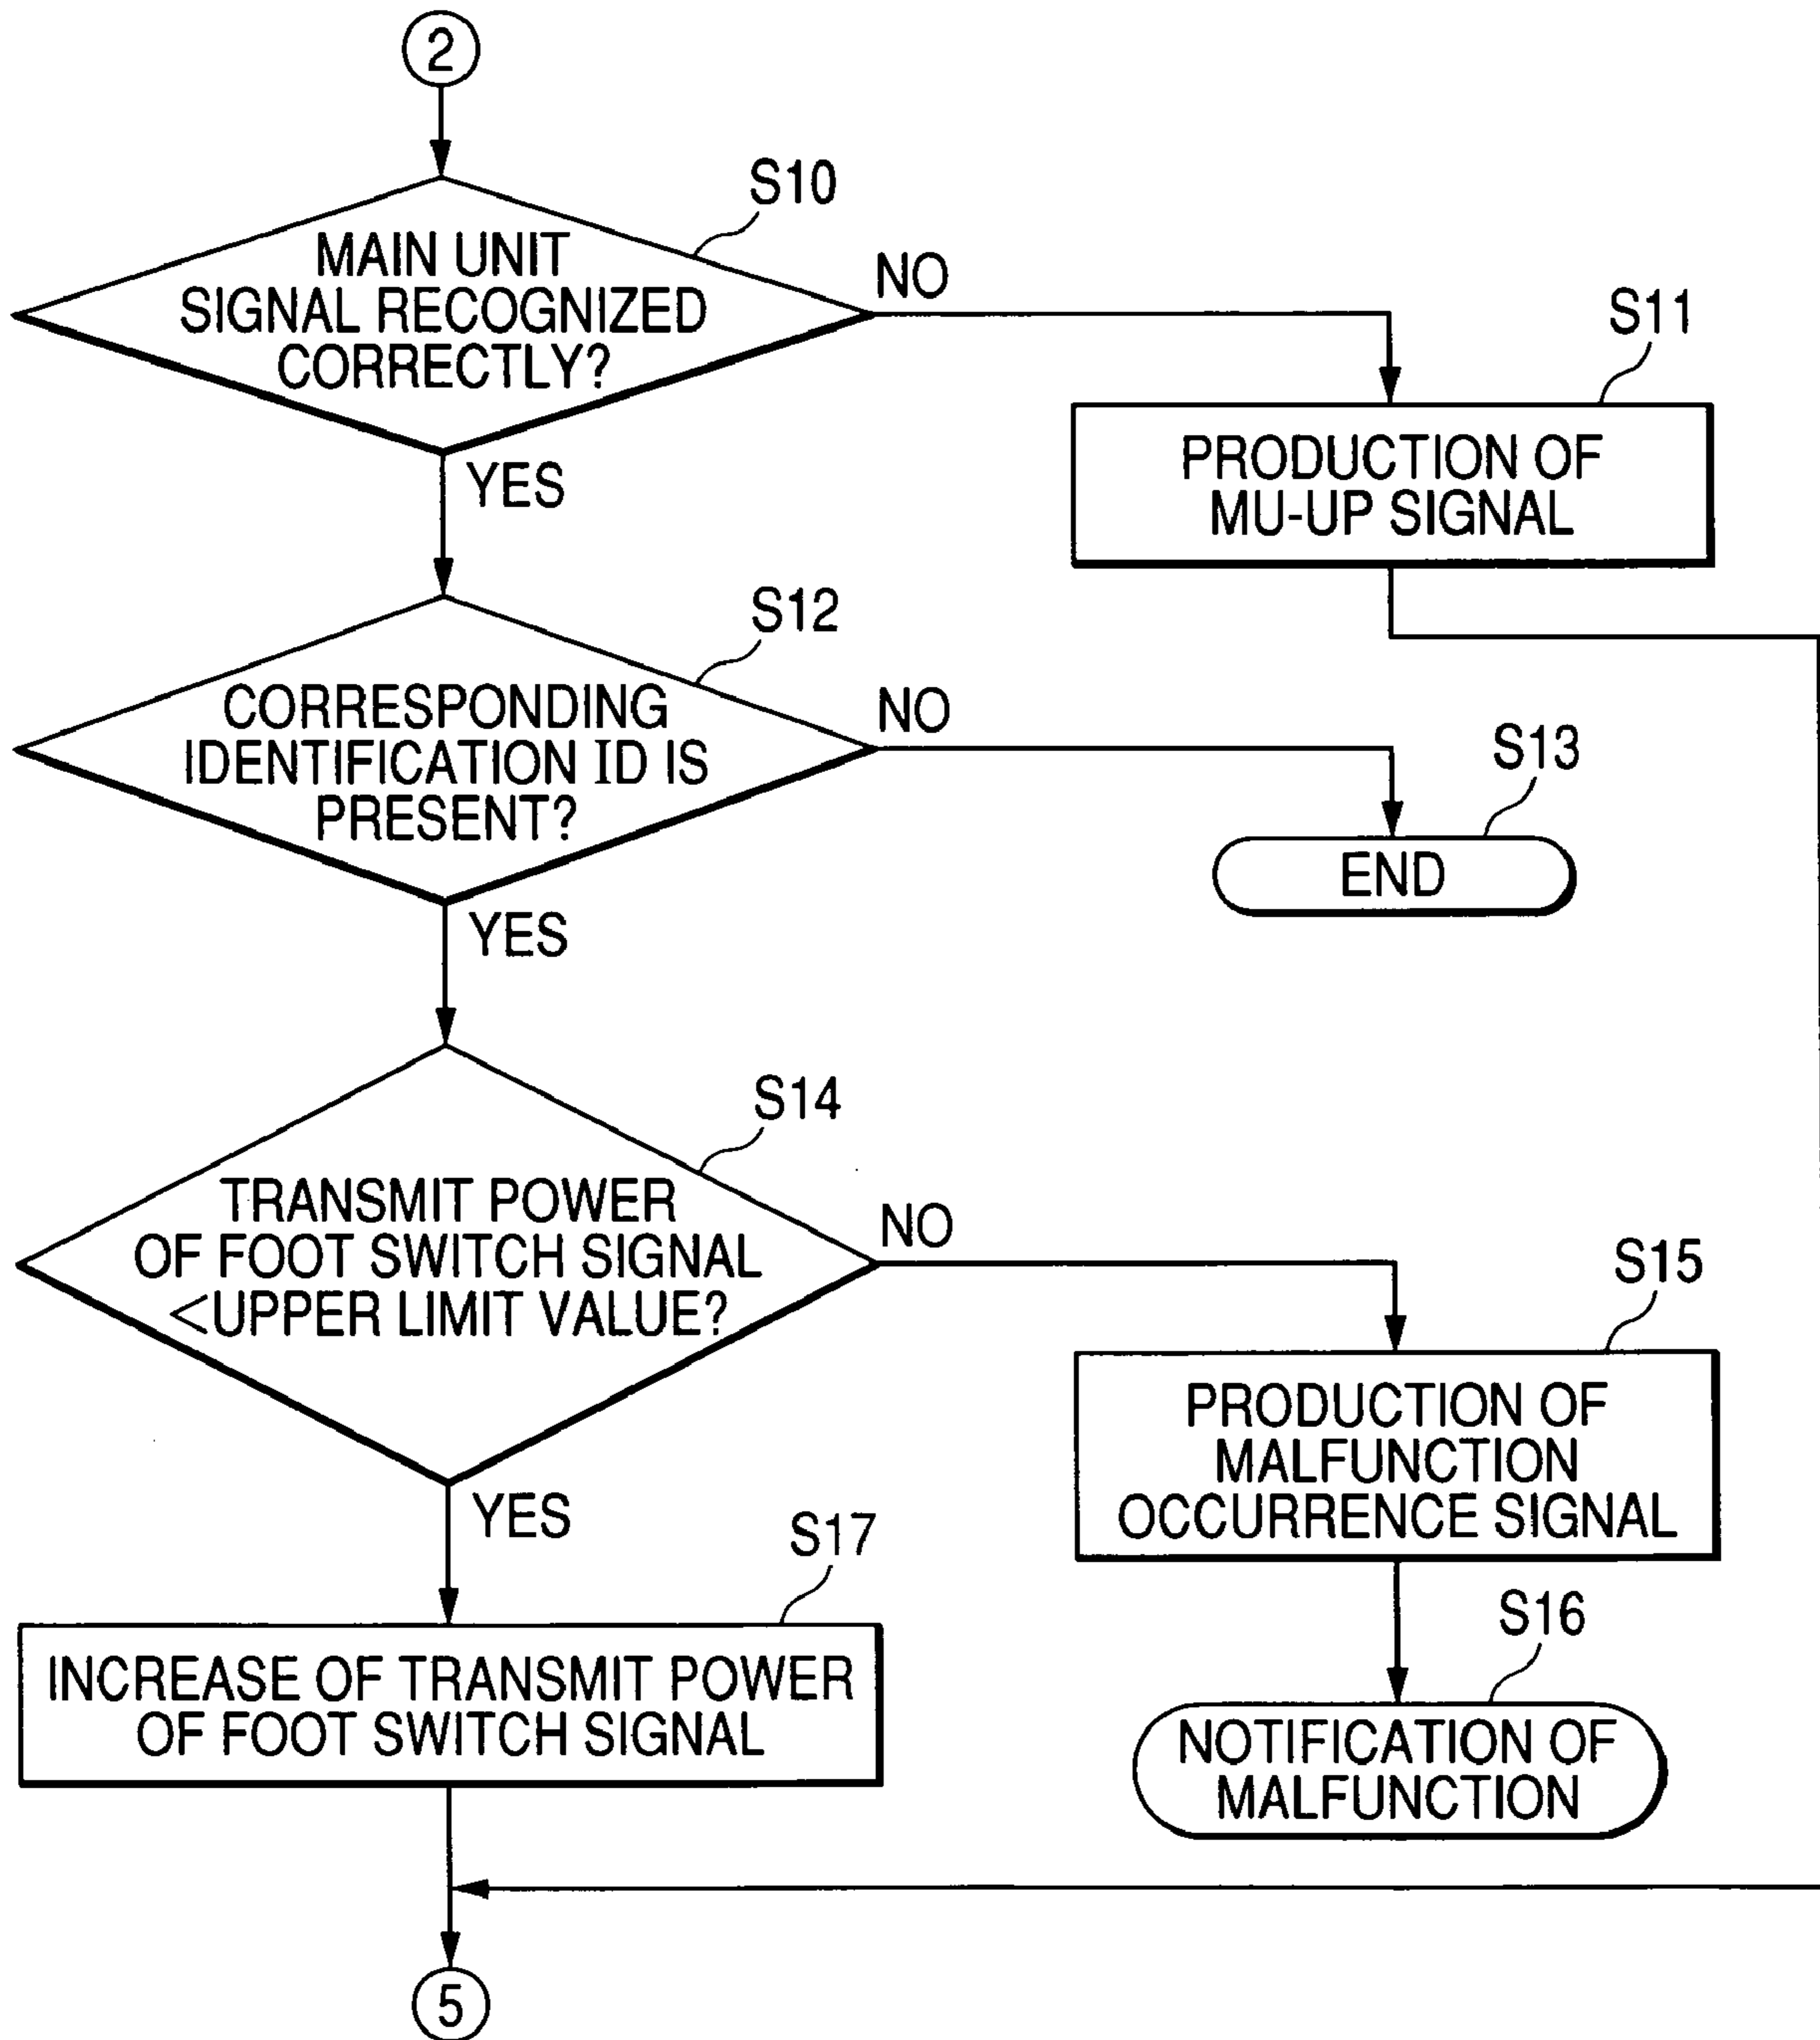 2
S10
MAIN UNIT
SIGNAL RECOGNIZED
CORRECTLY?
NO
S11
PRODUCTION OF
MU-UP SIGNAL
YES
S12
CORRESPONDING
IDENTIFICATION ID IS
PRESENT?
NO
S13
END
YES
S14
TRANSMIT POWER
OF FOOT SWITCH SIGNAL
<UPPER LIMIT VALUE?
NO
S15
PRODUCTION OF
MALFUNCTION
OCCURRENCE SIGNAL
YES
S17
INCREASE OF TRANSMIT POWER
OF FOOT SWITCH SIGNAL
S16
NOTIFICATION OF
MALFUNCTION
5